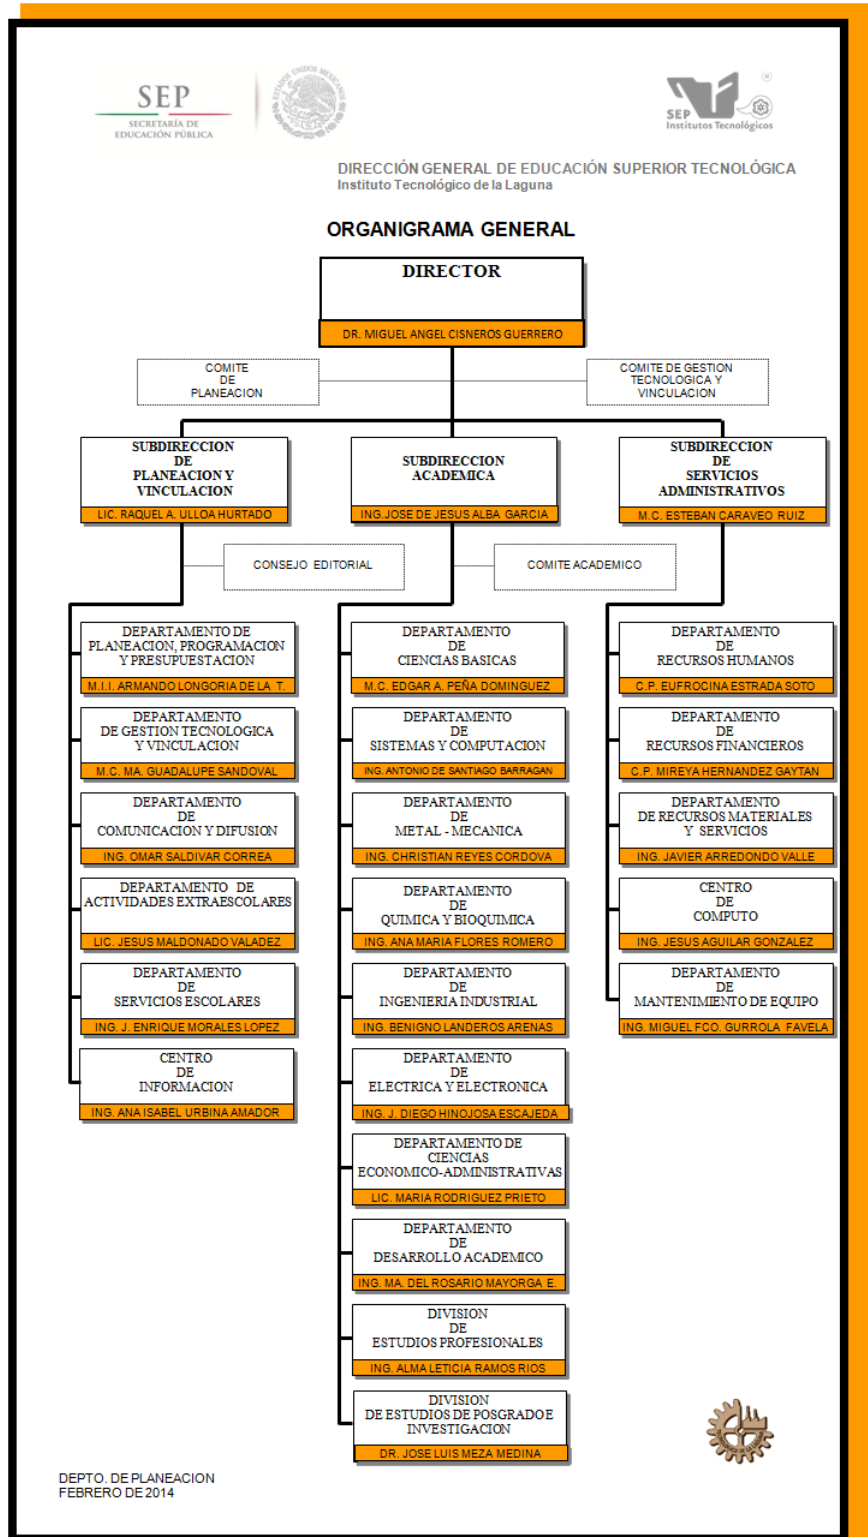 SEP
SECRETARÍA DE
EDUCACIÓN PÚBLICA
ESTADOS UNIDOS MEXICANOS
SEP
Institutos Tecnológicos
®
DIRECCIÓN GENERAL DE EDUCACIÓN SUPERIOR TECNOLÓGICA
Instituto Tecnológico de la Laguna
ORGANIGRAMA GENERAL
DIRECTOR
DR. MIGUEL ANGEL CISNEROS GUERRERO
COMITE
DE
PLANEACION
COMITE DE GESTION
TECNOLOGICA Y
VINCULACION
SUBDIRECCION
DE
PLANEACION Y
VINCULACION
LIC. RAQUEL A. ULLOA HURTADO
SUBDIRECCION
ACADEMICA
ING.JOSE DE JESUS ALBA GARCIA
SUBDIRECCION
DE
SERVICIOS
ADMINISTRATIVOS
M.C. ESTEBAN CARAVEO RUIZ
CONSEJO EDITORIAL
COMITE ACADEMICO
DEPARTAMENTO DE
PLANEACION, PROGRAMACION
Y PRESUPUESTACION
M.I.I. ARMANDO LONGORIA DE LA T.
DEPARTAMENTO
DE GESTION TECNOLOGICA
Y VINCULACION
M.C. MA. GUADALUPE SANDOVAL
DEPARTAMENTO
DE
COMUNICACION Y DIFUSION
ING. OMAR SALDIVAR CORREA
DEPARTAMENTO DE
ACTIVIDADES EXTRAESCOLARES
LIC. JESUS MALDONADO VALADEZ
DEPARTAMENTO
DE
SERVICIOS ESCOLARES
ING. J. ENRIQUE MORALES LOPEZ
CENTRO
DE
INFORMACION
ING. ANA ISABEL URBINA AMADOR
DEPARTAMENTO
DE
CIENCIAS BASICAS
M.C. EDGAR A. PEÑA DOMINGUEZ
DEPARTAMENTO
DE
SISTEMAS Y COMPUTACION
ING. ANTONIO DE SANTIAGO BARRAGAN
DEPARTAMENTO
DE
METAL - MECANICA
ING. CHRISTIAN REYES CORDOVA
DEPARTAMENTO
DE
QUIMICA Y BIOQUIMICA
ING. ANA MARIA FLORES ROMERO
DEPARTAMENTO
DE
INGENIERIA INDUSTRIAL
ING. BENIGNO LANDEROS ARENAS
DEPARTAMENTO
DE
ELECTRICA Y ELECTRONICA
ING. J. DIEGO HINOJOSA ESCAJEDA
DEPARTAMENTO DE
CIENCIAS
ECONOMICO-ADMINISTRATIVAS
LIC. MARIA RODRIGUEZ PRIETO
DEPARTAMENTO
DE
DESARROLLO ACADEMICO
ING. MA. DEL ROSARIO MAYORGA E.
DIVISION
DE
ESTUDIOS PROFESIONALES
ING. ALMA LETICIA RAMOS RIOS
DIVISION
DE ESTUDIOS DE POSGRADO E
INVESTIGACION
DR. JOSE LUIS MEZA MEDINA
DEPARTAMENTO
DE
RECURSOS HUMANOS
C.P. EUFROCINA ESTRADA SOTO
DEPARTAMENTO
DE
RECURSOS FINANCIEROS
C.P. MIREYA HERNANDEZ GAYTAN
DEPARTAMENTO
DE RECURSOS MATERIALES
Y SERVICIOS
ING. JAVIER ARREDONDO VALLE
CENTRO
DE
COMPUTO
ING. JESUS AGUILAR GONZALEZ
DEPARTAMENTO
DE
MANTENIMIENTO DE EQUIPO
ING. MIGUEL FCO. GURROLA FAVELA
DEPTO. DE PLANEACION
FEBRERO DE 2014